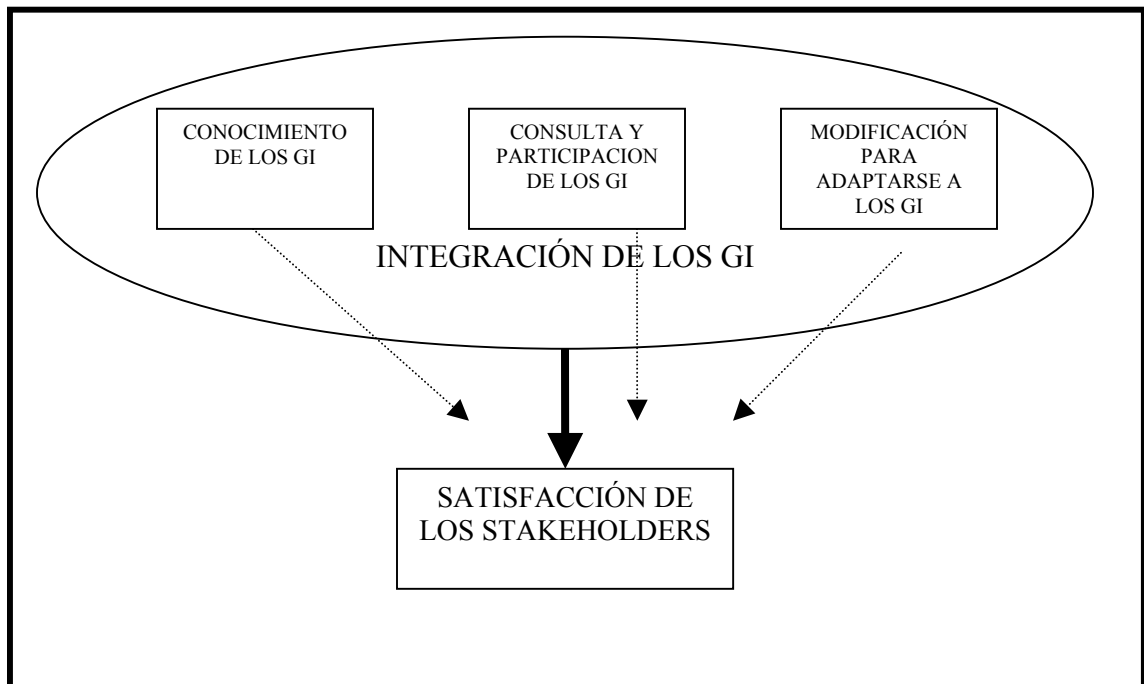 CONOCIMIENTO
DE LOS GI
CONSULTA Y
PARTICIPACION
DE LOS GI
MODIFICACIÓN
PARA
ADAPTARSE A
LOS GI
INTEGRACIÓN DE LOS GI
SATISFACCIÓN DE
LOS STAKEHOLDERS